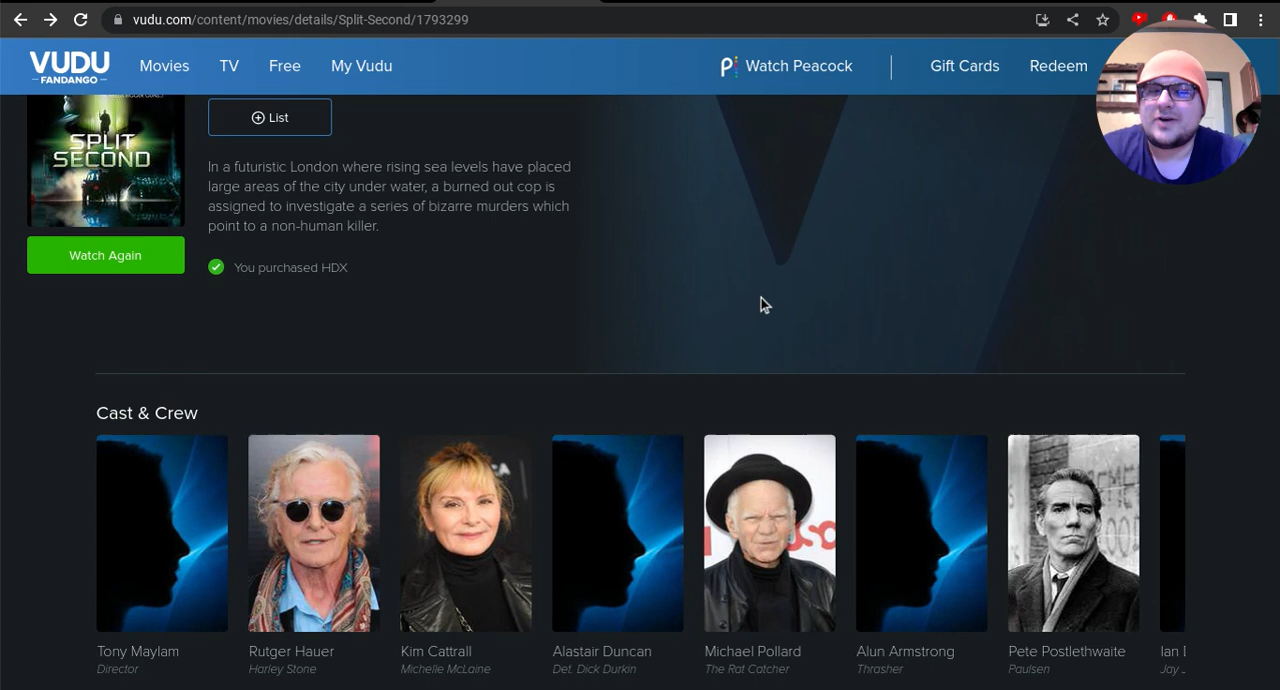 vudu.com/content/movies/details/Split-Second/1793299
VUDU
FANDANGO
Movies
TV
Free
My Vudu
Watch Peacock
Gift Cards
Redeem
List
SPLIT
SECOND
In a futuristic London where rising sea levels have placed
large areas of the city under water, a burned out cop is
assigned to investigate a series of bizarre murders which
point to a non-human killer.
Watch Again
You purchased HDX
Cast & Crew
Tony Maylam
Director
Rutger Hauer
Harley Stone
Kim Cattrall
Michelle McLaine
Alastair Duncan
Det. Dick Durkin
Michael Pollard
The Rat Catcher
Alun Armstrong
Thrasher
Pete Postlethwaite
Paulsen
Ian
Jay